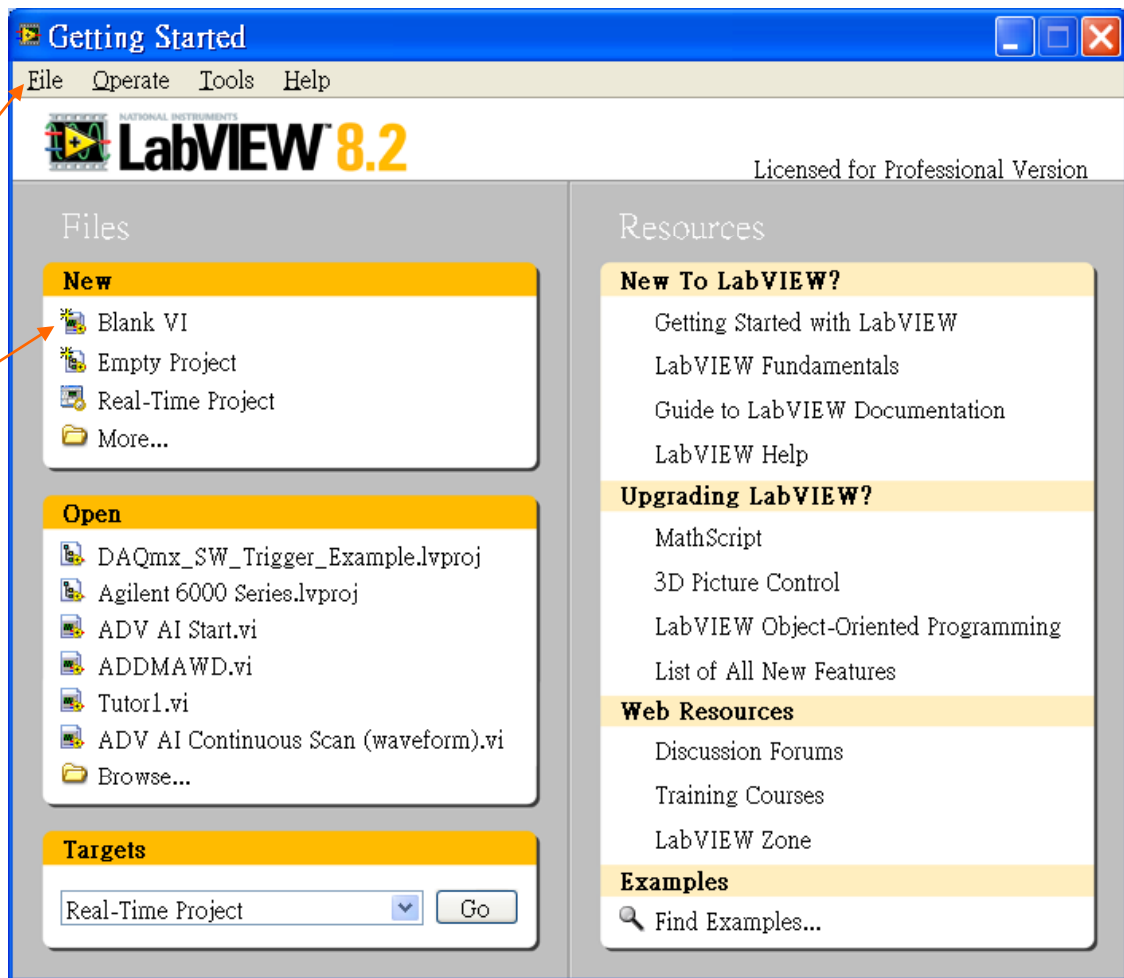 Getting Started
File Operate Tools Help
NATIONAL INSTRUMENTS
LabVIEW™ 8.2
Licensed for Professional Version
Files
New
Blank VI
Empty Project
Real-Time Project
More...
Open
DAQmx_SW_Trigger_Example.lvproj
Agilent 6000 Series.lvproj
ADV AI Start.vi
ADDMAWD.vi
Tutor1.vi
ADV AI Continuous Scan (waveform).vi
Browse...
Targets
Real-Time Project
Go
Resources
New To LabVIEW?
Getting Started with LabVIEW
LabVIEW Fundamentals
Guide to LabVIEW Documentation
LabVIEW Help
Upgrading LabVIEW?
MathScript
3D Picture Control
LabVIEW Object-Oriented Programming
List of All New Features
Web Resources
Discussion Forums
Training Courses
LabVIEW Zone
Examples
Find Examples...